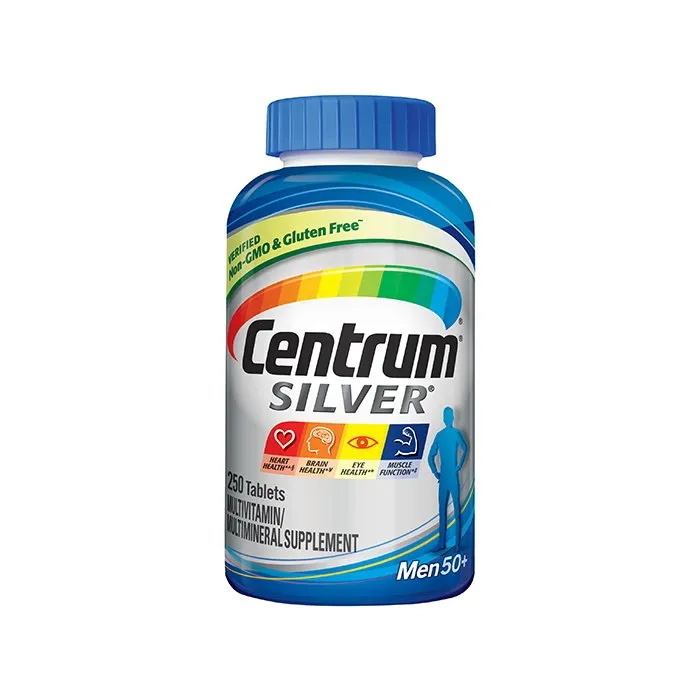 VERIFIED
Non-GMO & Gluten Free~
Centrum®
SILVER®
HEART
HEALTH**§
BRAIN
HEALTH*¥
EYE
HEALTH**
MUSCLE
FUNCTION*‡
250 Tablets
MULTIVITAMIN/
MULTIMINERAL SUPPLEMENT
Men 50+